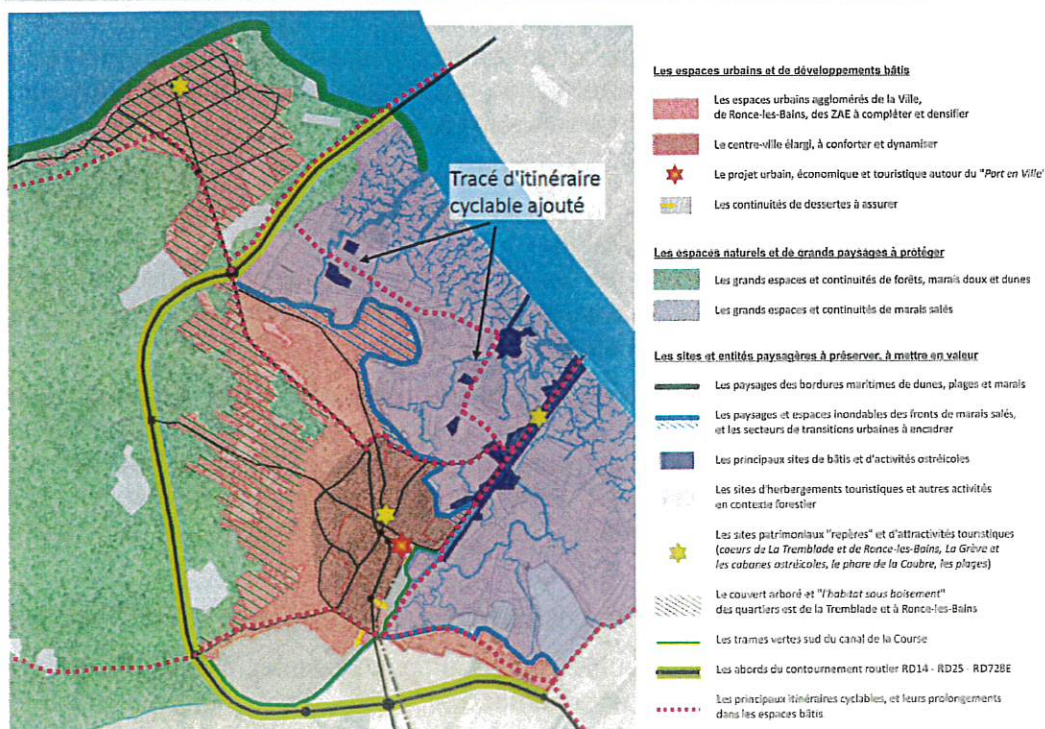 Tracé d'itinéraire
cyclable ajouté
Les espaces urbains et de développements bâtis
Les espaces urbains agglomérés de la Ville,
de Ronce-les-Bains, des ZAE à compléter et densifier
Le centre-ville élargi, à conforter et dynamiser
Le projet urbain, économique et touristique autour du "Port en Ville"
Les continuités de dessertes à assurer
Les espaces naturels et de grands paysages à protéger
Les grands espaces et continuités de forêts, marais doux et dunes
Les grands espaces et continuités de marais salés
Les sites et entités paysagères à préserver, à mettre en valeur
Les paysages des bordures maritimes de dunes, plages et marais
Les paysages et espaces inondables des fronts de marais salés,
et les secteurs de transitions urbaines à encadrer
Les principaux sites de bâtis et d'activités ostréicoles
Les sites d'herbergements touristiques et autres activités
en contexte forestier
Les sites patrimoniaux "repères" et d'attractivités touristiques
(coeurs de La Tremblade et de Ronce-les-Bains, La Grève et
les cabanes ostréicoles, le phare de la Coubre, les plages)
Le couvert arboré et "l'habitat sous boisement"
des quartiers est de la Tremblade et à Ronce-les-Bains
Les trames vertes sud du canal de la Course
Les abords du contournement routier RD14 - RD25 - RD728E
Les principaux itinéraires cyclables, et leurs prolongements
dans les espaces bâtis